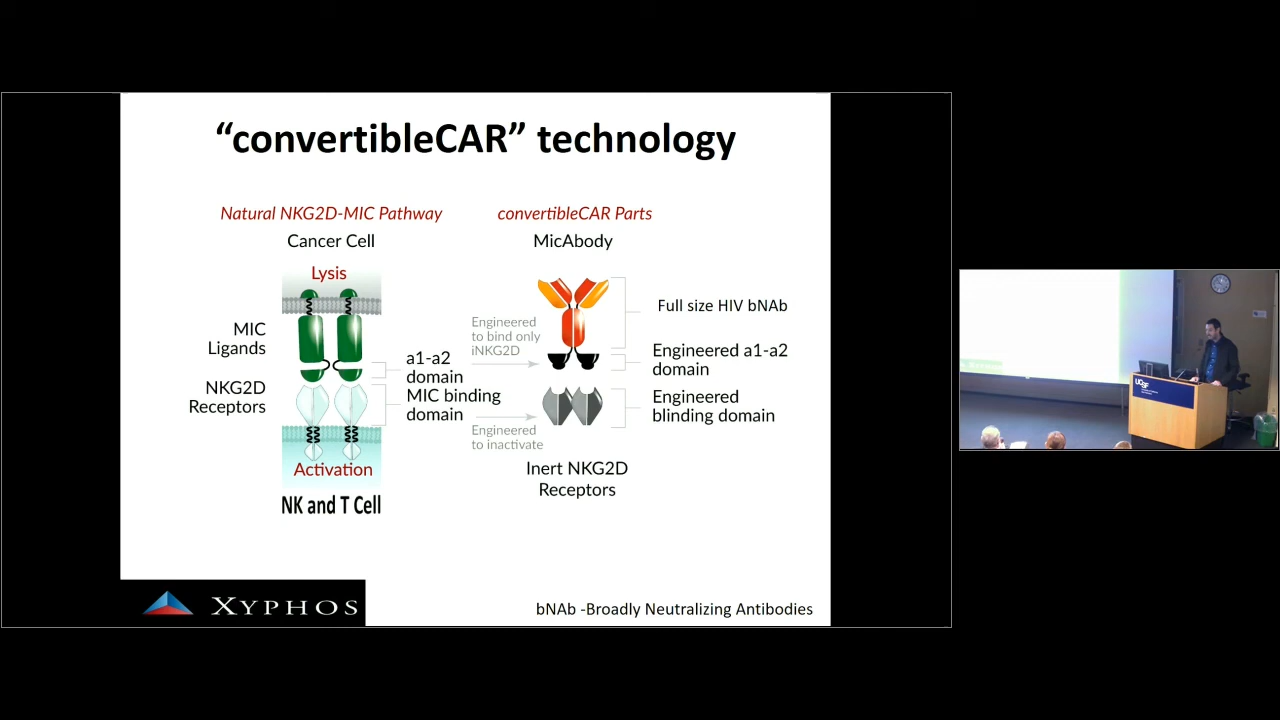 “convertibleCAR” technology
Natural NKG2D-MIC Pathway
Cancer Cell
Lysis
MIC
Ligands
NKG2D
Receptors
a1-a2
domain
MIC binding
domain
Activation
NK and T Cell
convertibleCAR Parts
MicAbody
Engineered
to bind only
iNKG2D
Engineered
to inactivate
Full size HIV bNAb
Engineered a1-a2
domain
Engineered
blinding domain
Inert NKG2D
Receptors
XYPHOS
bNAb -Broadly Neutralizing Antibodies
UCSF